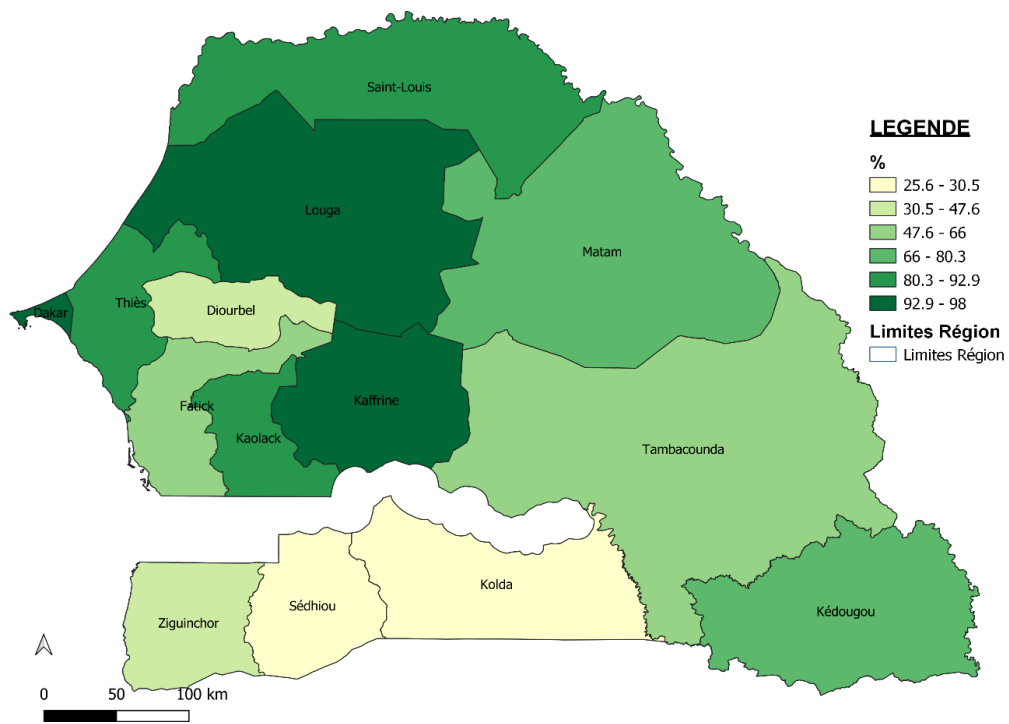 Saint-Louis
Louga
Matam
Dakar
Thiès
Diourbel
Fatick
Kaolack
Kaffrine
Tambacounda
Ziguinchor
Sédhiou
Kolda
Kédougou
LEGENDE
%
25.6 - 30.5
30.5 - 47.6
47.6 - 66
66 - 80.3
80.3 - 92.9
92.9 - 98
Limites Région
Limites Région
0 50 100 km